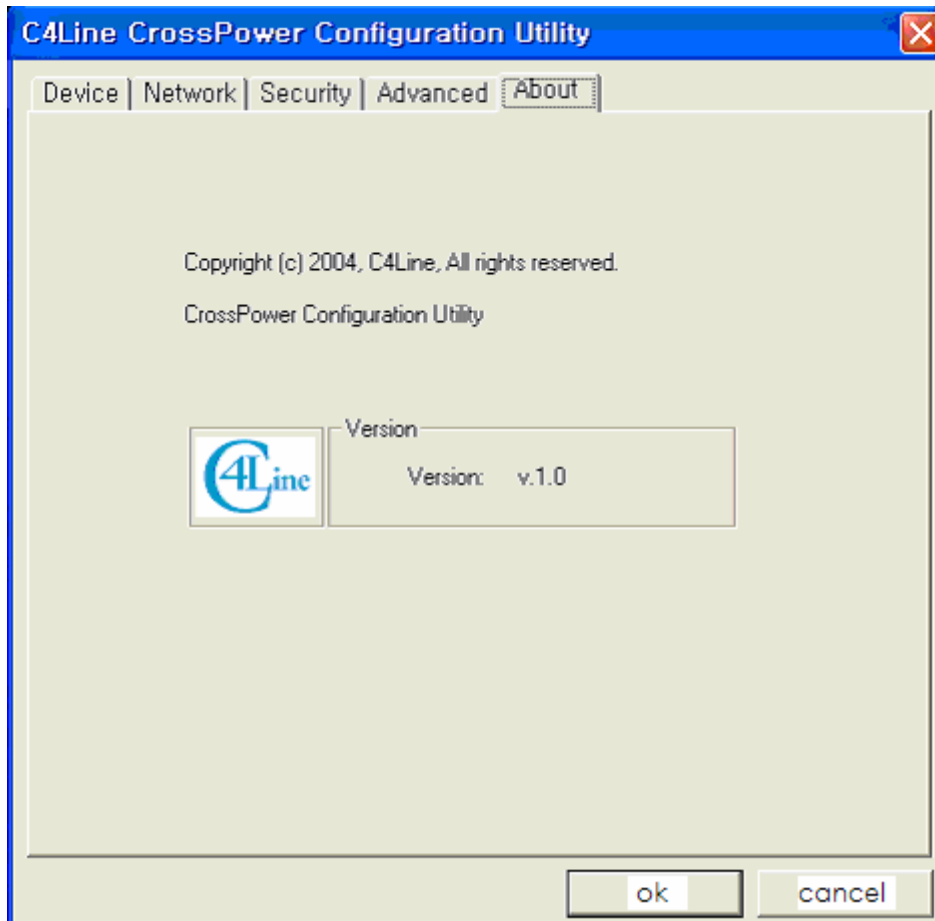 C4Line CrossPower Configuration Utility
Device Network Security Advanced About
Copyright (c) 2004, C4Line, All rights reserved.
CrossPower Configuration Utility
C4Line
Version
Version: v.1.0
ok cancel